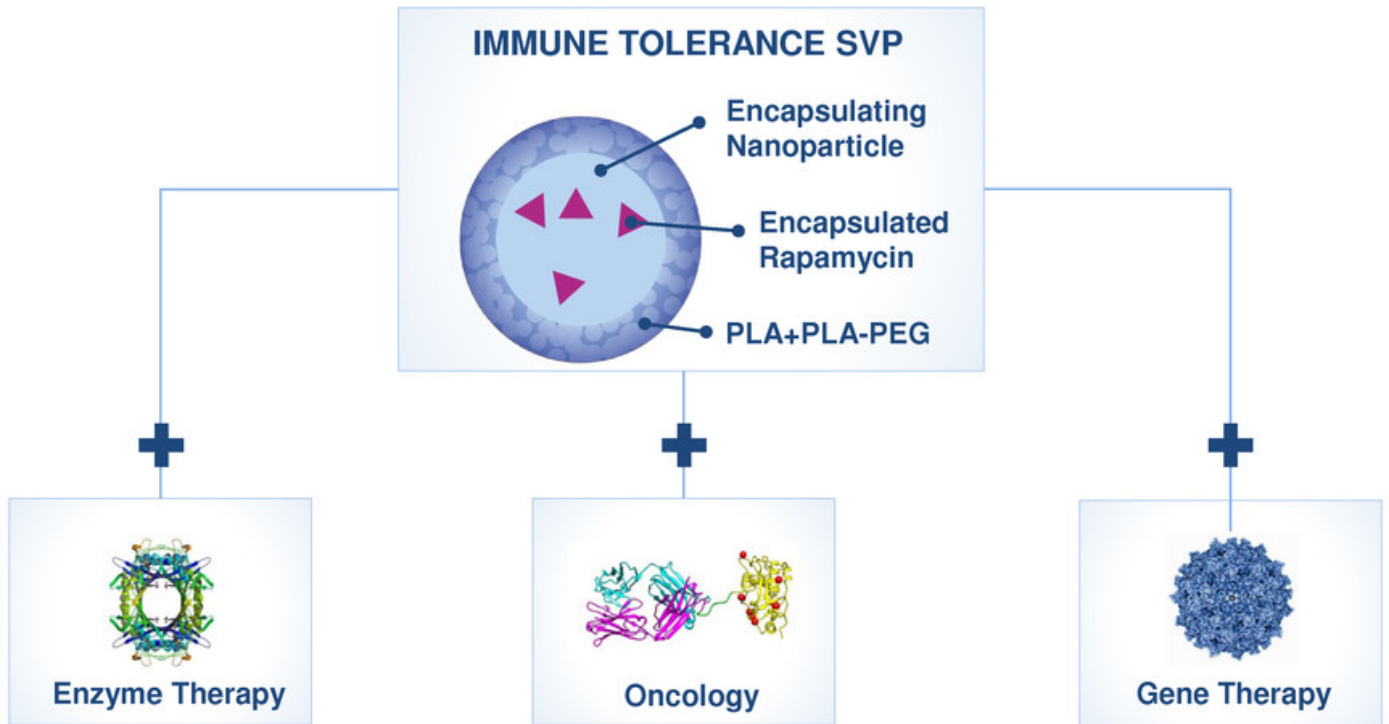 IMMUNE TOLERANCE SVP
Encapsulating
Nanoparticle
Encapsulated
Rapamycin
PLA+PLA-PEG
Enzyme Therapy
Oncology
Gene Therapy